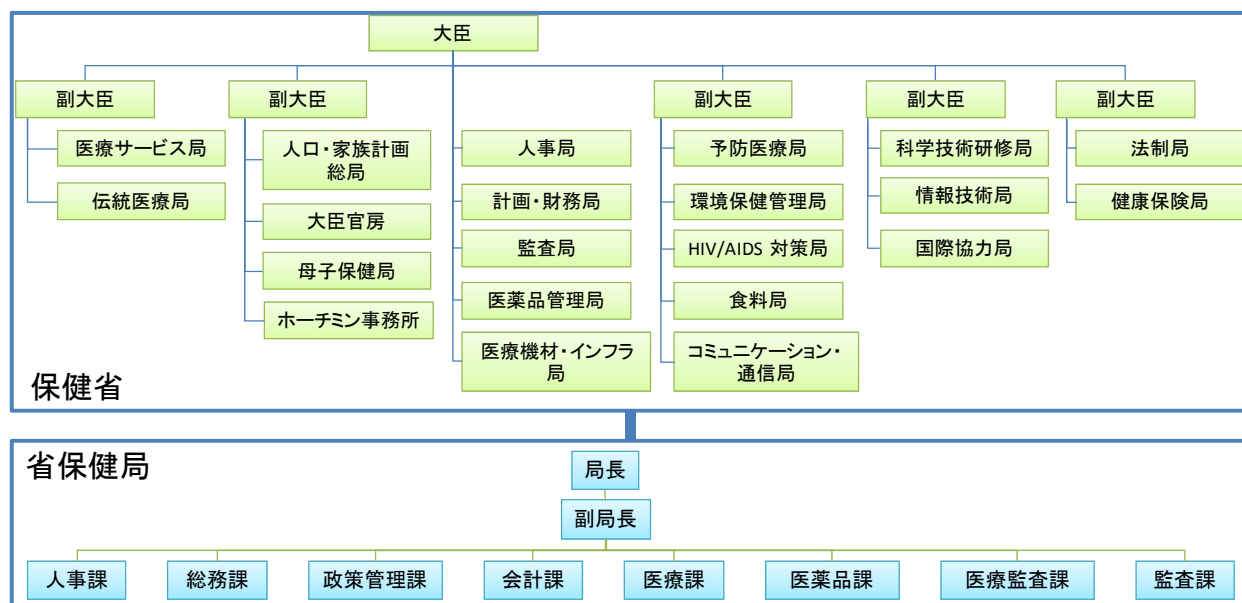 大臣
副大臣
副大臣
副大臣
副大臣
副大臣
医療サービス局
伝統医療局
人口・家族計画
総局
大臣官房
母子保健局
ホーチミン事務所
人事局
計画・財務局
監査局
医薬品管理局
医療機材・インフラ
局
予防医療局
環境保健管理局
HIV/AIDS 対策局
食料局
コミュニケーション・
通信局
科学技術研修局
情報技術局
国際協力局
法制局
健康保険局
保健省
省保健局
局長
副局長
人事課
総務課
政策管理課
会計課
医療課
医薬品課
医療監査課
監査課